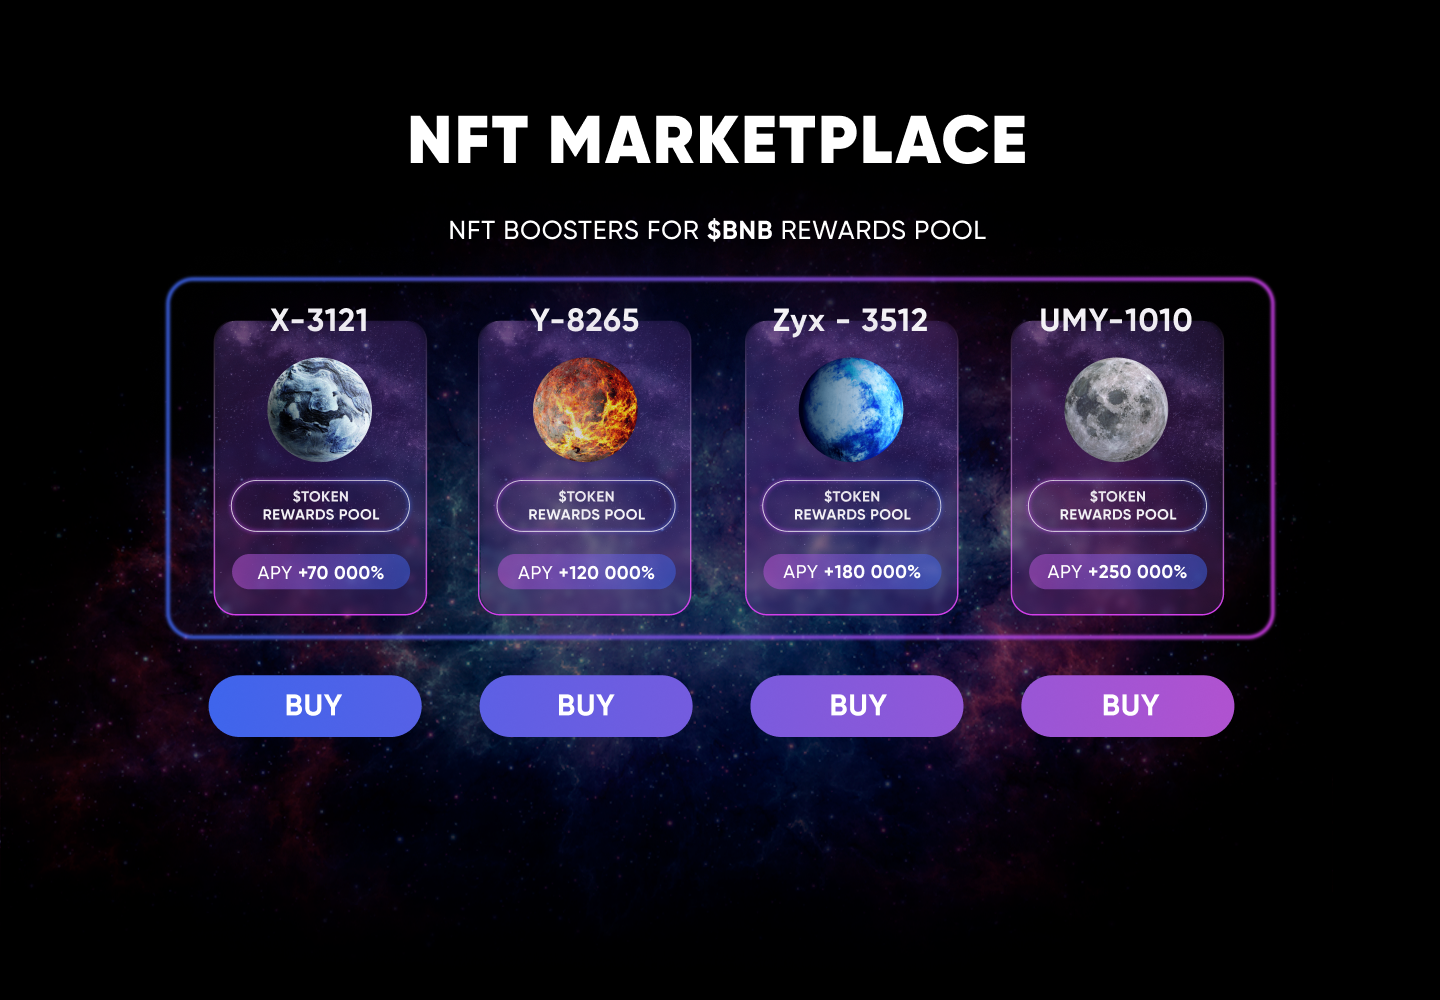 NFT MARKETPLACE
NFT BOOSTERS FOR $BNB REWARDS POOL
X-3121
$TOKEN
REWARDS POOL
APY +70 000%
BUY
Y-8265
$TOKEN
REWARDS POOL
APY +120 000%
BUY
Zyx - 3512
$TOKEN
REWARDS POOL
APY +180 000%
BUY
UMY-1010
$TOKEN
REWARDS POOL
APY +250 000%
BUY